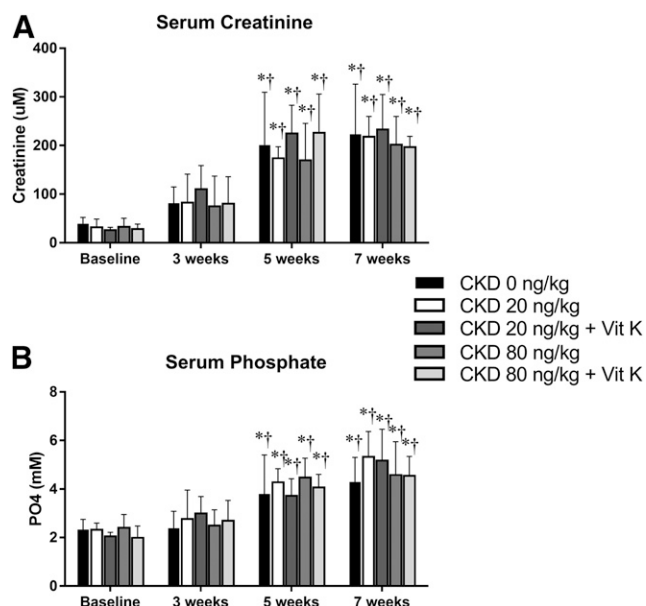 A
Serum Creatinine
Creatinine (uM)
400
300
200
100
0
*† *† *† *† *†
*† *† *† *† *†
Baseline 3 weeks 5 weeks 7 weeks
CKD 0 ng/kg
CKD 20 ng/kg
CKD 20 ng/kg + Vit K
CKD 80 ng/kg
CKD 80 ng/kg + Vit K
B
Serum Phosphate
PO4 (mM)
8
6
4
2
0
*† *† *† *† *†
*† *† *† *† *†
Baseline 3 weeks 5 weeks 7 weeks